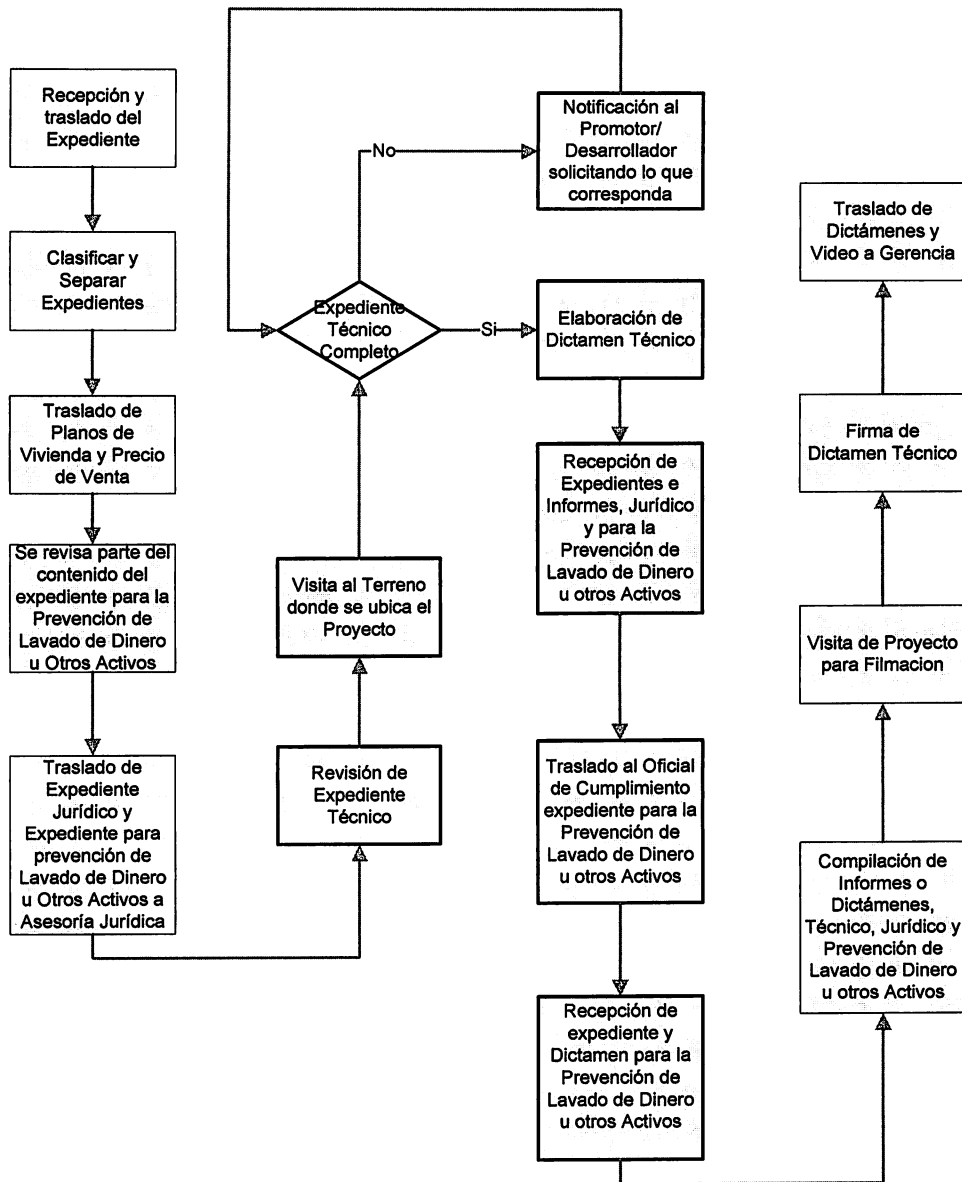 Recepción y
traslado del
Expediente
Clasificar y
Separar
Expedientes
Traslado de
Planos de
Vivienda y Precio
de Venta
Se revisa parte del
contenido del
expediente para la
Prevención de
Lavado de Dinero
u Otros Activos
Traslado de
Expediente
Jurídico y
Expediente para
prevención de
Lavado de Dinero
u Otros Activos a
Asesoría Jurídica
Revisión de
Expediente
Técnico
Visita al Terreno
donde se ubica el
Proyecto
Expediente
Técnico
Completo
No
Notificación al
Promotor/
Desarrollador
solicitando lo que
corresponda
Si
Elaboración de
Dictamen Técnico
Recepción de
Expedientes e
Informes, Jurídico
y para la
Prevención de
Lavado de Dinero
u otros Activos
Traslado al Oficial
de Cumplimiento
expediente para la
Prevención de
Lavado de Dinero
u otros Activos
Recepción de
expediente y
Dictamen para la
Prevención de
Lavado de Dinero
u otros Activos
Compilación de
Informes o
Dictámenes,
Técnico, Jurídico y
Prevención de
Lavado de Dinero
u otros Activos
Visita de Proyecto
para Filmacion
Firma de
Dictamen Técnico
Traslado de
Dictámenes y
Video a Gerencia